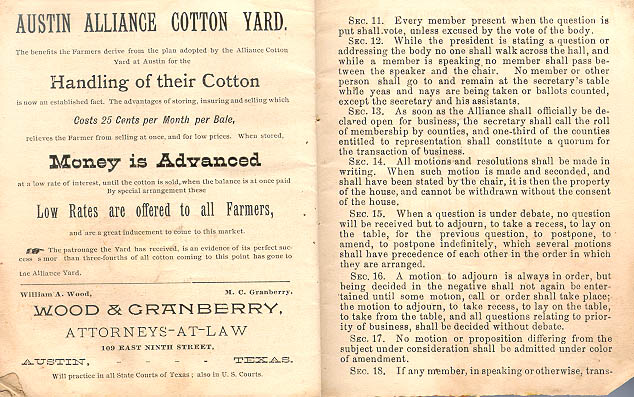 AUSTIN ALLIANCE COTTON YARD.
The benefits the Farmers derive from the plan adopted by the Alliance Cotton
Yard at Austin for the
Handling of their Cotton
is now an established fact. The advantages of storing, insuring and selling which
Costs 25 Cents per Month per Bale,
relieves the Farmer from selling at once, and for low prices. When stored,
Money is Advanced
at a low rate of interest, until the cotton is sold, when the balance is at once paid
By special arrangement these
Low Rates are offered to all Farmers,
and are a great inducement to come to this market.
The patronage the Yard has received, is an evidence of its perfect suc-
cess s mor than three-fourths of all cotton coming to this point has gone to
the Alliance Yard.
William A. Wood, M. C. Granberry.
WOOD & GRANBERRY,
ATTORNEYS-AT-LAW
109 EAST NINTH STREET,
AUSTIN, - - - - TEXAS.
Will practice in all State Courts of Texas; also in U. S. Courts.
SEC. 11. Every member present when the question is
put shall vote, unless excused by the vote of the body.
SEC. 12. While the president is stating a question or
addressing the body no one shall walk across the hall, and
while a member is speaking no member shall pass be-
tween the speaker and the chair. No member or other
person shall go to and remain at the secretary's table
while yeas and nays are being taken or ballots counted,
except the secretary and his assistants.
SEC. 13. As soon as the Alliance shall officially be de-
clared open for business, the secretary shall call the roll
of membership by counties, and one-third of the counties
entitled to representation shall constitute a quorum for
the transaction of business.
SEC. 14. All motions and resolutions shall be made in
writing. When such motion is made and seconded, and
shall have been stated by the chair, it is then the property
of the house, and cannot be withdrawn without the consent
of the house.
SEC. 15. When a question is under debate, no question
will be received but to adjourn, to take a recess, to lay on
the table, for the previous question, to postpone, to
amend, to postpone indefinitely, which several motions
shall have precedence of each other in the order in which
they are arranged.
SEC. 16. A motion to adjourn is always in order, but
being decided in the negative shall not again be enter-
tained until some motion, call or order shall take place;
the motion to adjourn, to take recess, to lay on the table,
to take from the table, and all questions relating to prior-
ity of business, shall be decided without debate.
SEC. 17. No motion or proposition differing from the
subject under consideration shall be admitted under color
of amendment.
SEC. 18. If any member, in speaking or otherwise, trans-